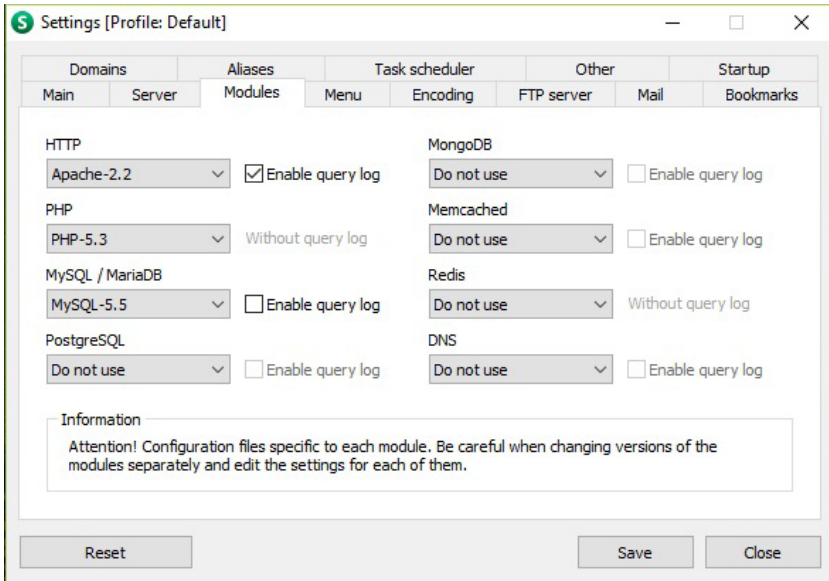 S Settings [Profile: Default]
Domains Aliases Task scheduler Other Startup
Main Server Modules Menu Encoding FTP server Mail Bookmarks
HTTP
Apache-2.2 Enable query log
PHP
PHP-5.3 Without query log
MySQL / MariaDB
MySQL-5.5 Enable query log
PostgreSQL
Do not use Enable query log
MongoDB
Do not use Enable query log
Memcached
Do not use Enable query log
Redis
Do not use Without query log
DNS
Do not use Enable query log
Information
Attention! Configuration files specific to each module. Be careful when changing versions of the
modules separately and edit the settings for each of them.
Reset Save Close